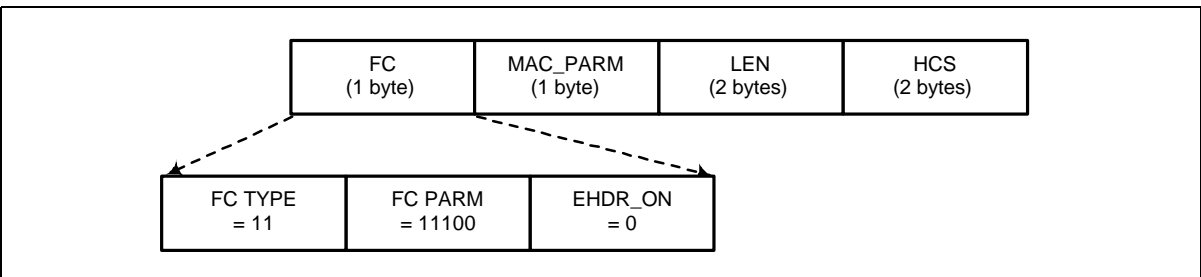 FC
(1 byte)
MAC_PARM
(1 byte)
LEN
(2 bytes)
HCS
(2 bytes)
FC TYPE
= 11
FC PARM
= 11100
EHDR_ON
= 0